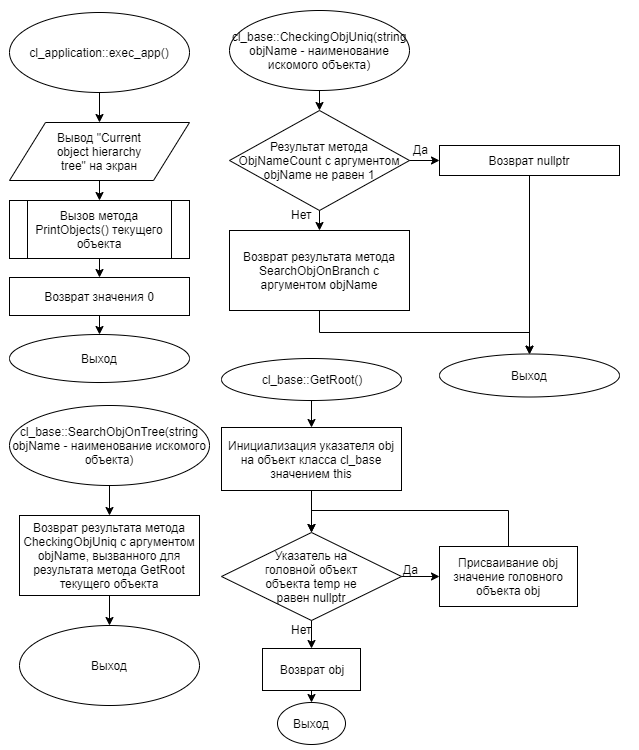 cl_application::exec_app()
Вывод "Current
object hierarchy
tree" на экран
Вызов метода
PrintObjects() текущего
объекта
Возврат значения 0
Выход
cl_base::CheckingObjUniq(string
objName - наименование
искомого объекта)
Результат метода
ObjNameCount с аргументом
objName не равен 1
Да
Возврат nullptr
Нет
Возврат результата метода
SearchObjOnBranch с
аргументом objName
Выход
cl_base::SearchObjOnTree(string
objName - наименование искомого
объекта)
Возврат результата метода
CheckingObjUniq с аргументом
objName, вызванного для
результата метода GetRoot
текущего объекта
Выход
cl_base::GetRoot()
Инициализация указателя obj
на объект класса cl_base
значением this
Указатель на
головной объект
объекта temp не
равен nullptr
Да
Присваивание obj
значение головного
объекта obj
Нет
Возврат obj
Выход